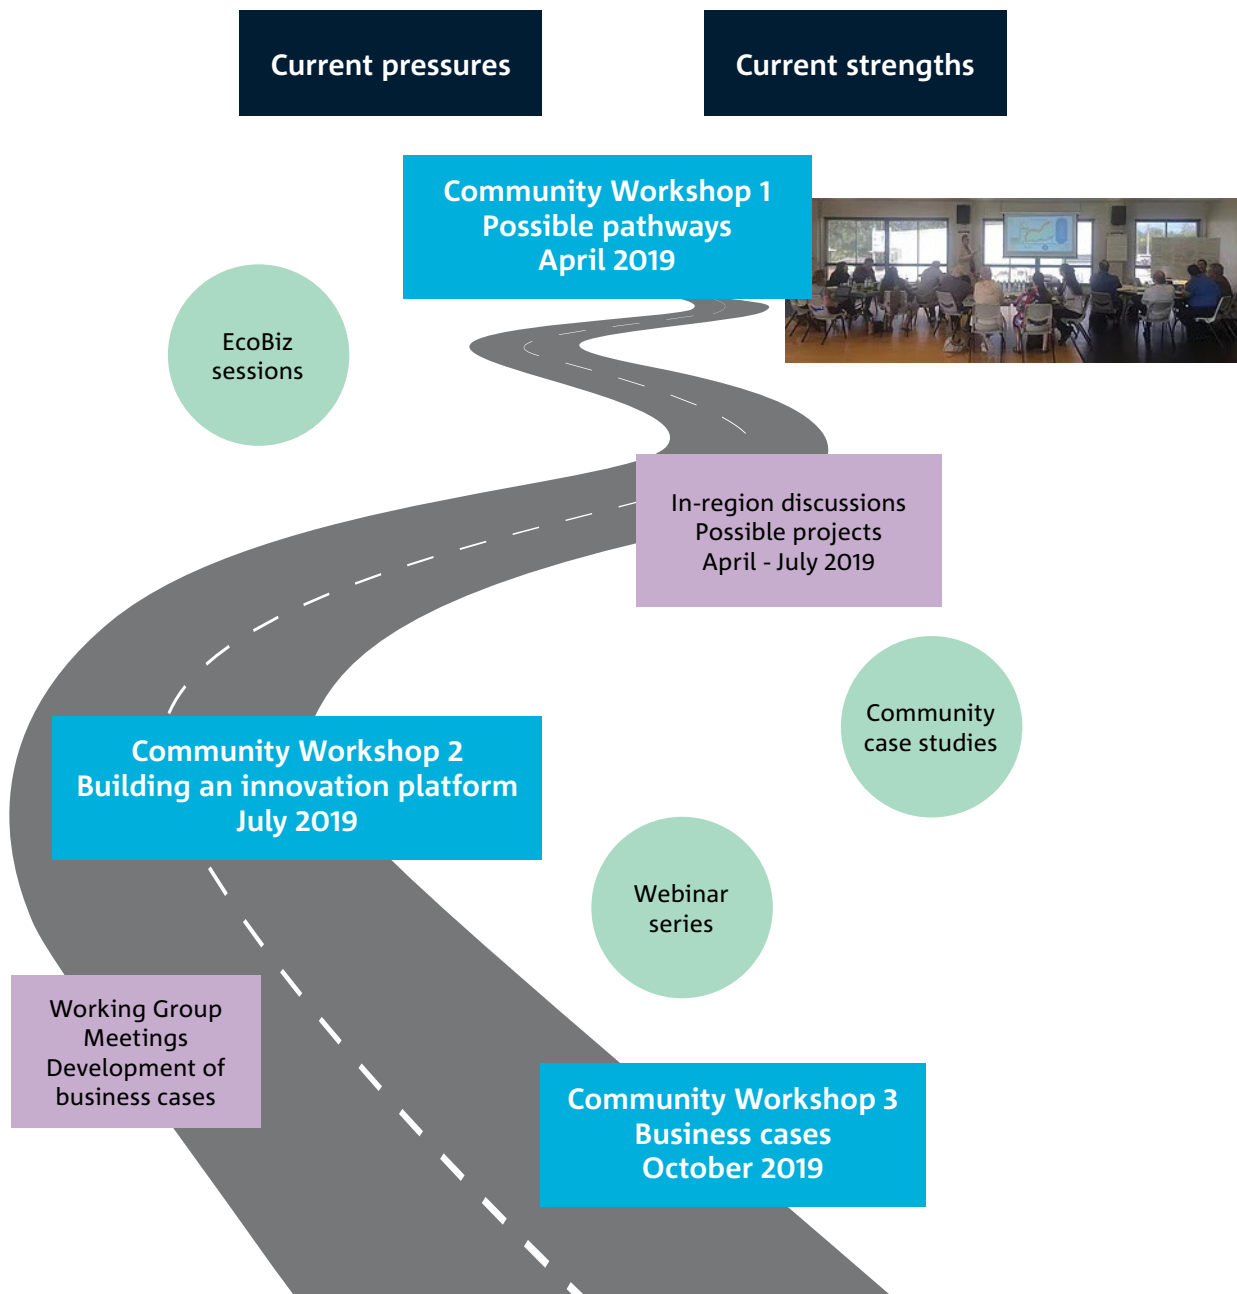 Current pressures
Current strengths
Community Workshop 1
Possible pathways
April 2019
EcoBiz
sessions
In-region discussions
Possible projects
April - July 2019
Community
case studies
Community Workshop 2
Building an innovation platform
July 2019
Webinar
series
Working Group
Meetings
Development of
business cases
Community Workshop 3
Business cases
October 2019